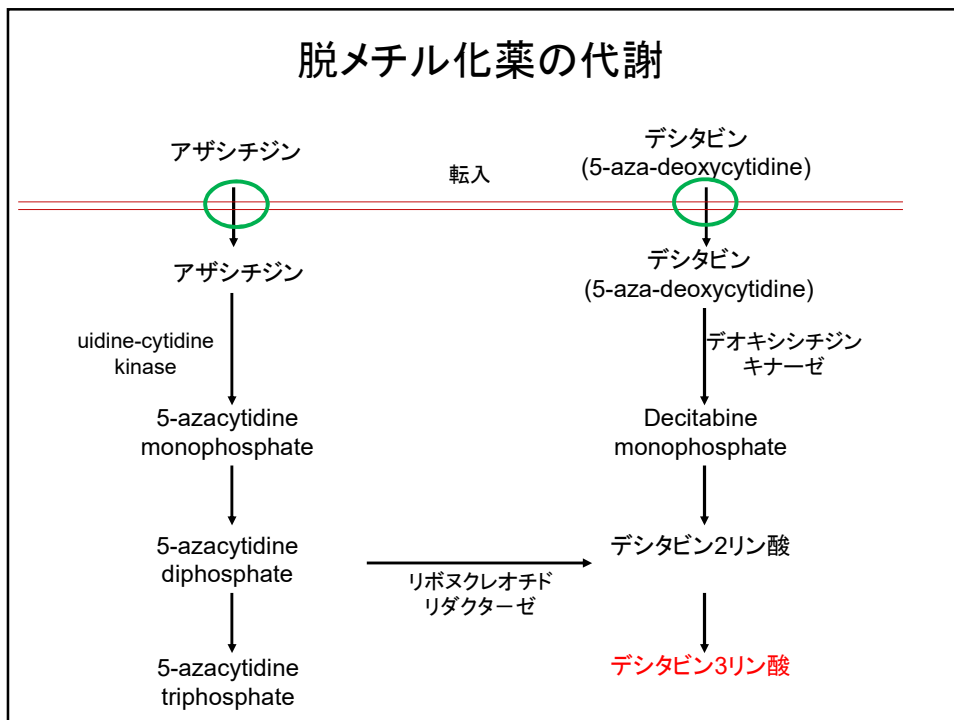 脱メチル化薬の代謝
アザシチジン
転入
デシタビン
(5-aza-deoxycytidine)
アザシチジン
デシタビン
(5-aza-deoxycytidine)
uidine-cytidine
kinase
デオキシシチジン
キナーゼ
5-azacytidine
monophosphate
Decitabine
monophosphate
5-azacytidine
diphosphate
リボヌクレオチド
リダクターゼ
デシタビン2リン酸
5-azacytidine
triphosphate
デシタビン3リン酸